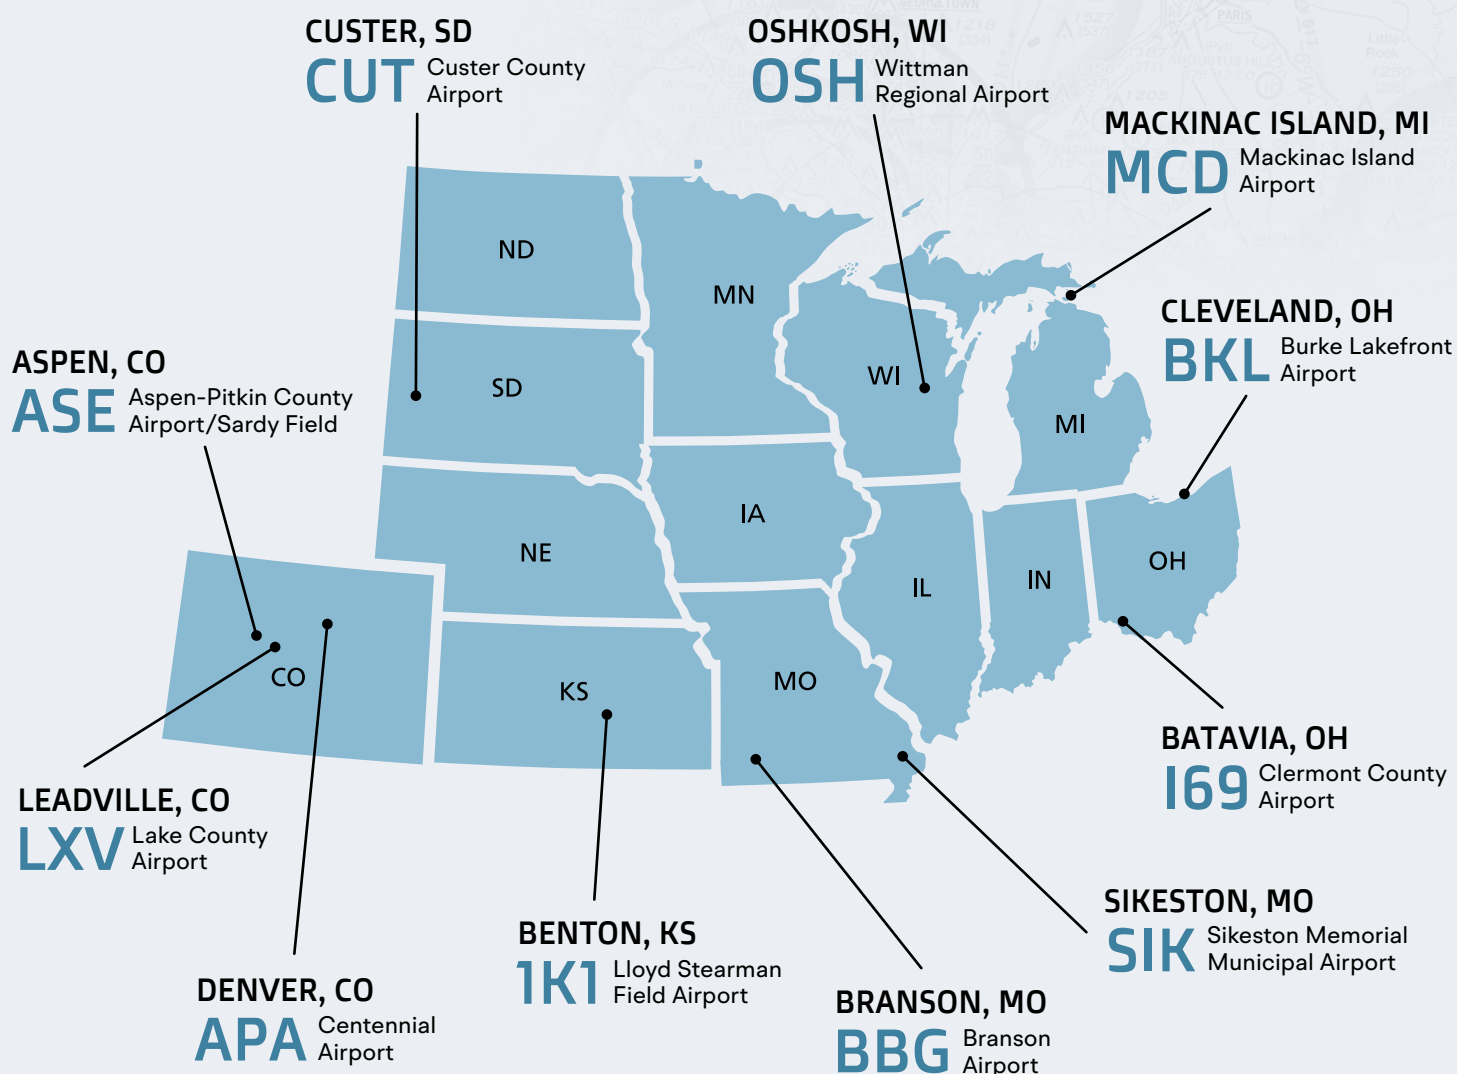 CUSTER, SD
CUT Custer County
Airport
OSHKOSH, WI
OSH Wittman
Regional Airport
MACKINAC ISLAND, MI
MCD Mackinac Island
Airport
CLEVELAND, OH
BKL Burke Lakefront
Airport
ASPEN, CO
ASE Aspen-Pitkin County
Airport/Sardy Field
ND
MN
SD
WI
MI
NE
IA
IL
IN
OH
CO
KS
MO
LEADVILLE, CO
LXV Lake County
Airport
DENVER, CO
APA Centennial
Airport
BENTON, KS
1K1 Lloyd Stearman
Field Airport
BRANSON, MO
BBG Branson
Airport
SIKESTON, MO
SIK Sikeston Memorial
Municipal Airport
BATAVIA, OH
I69 Clermont County
Airport